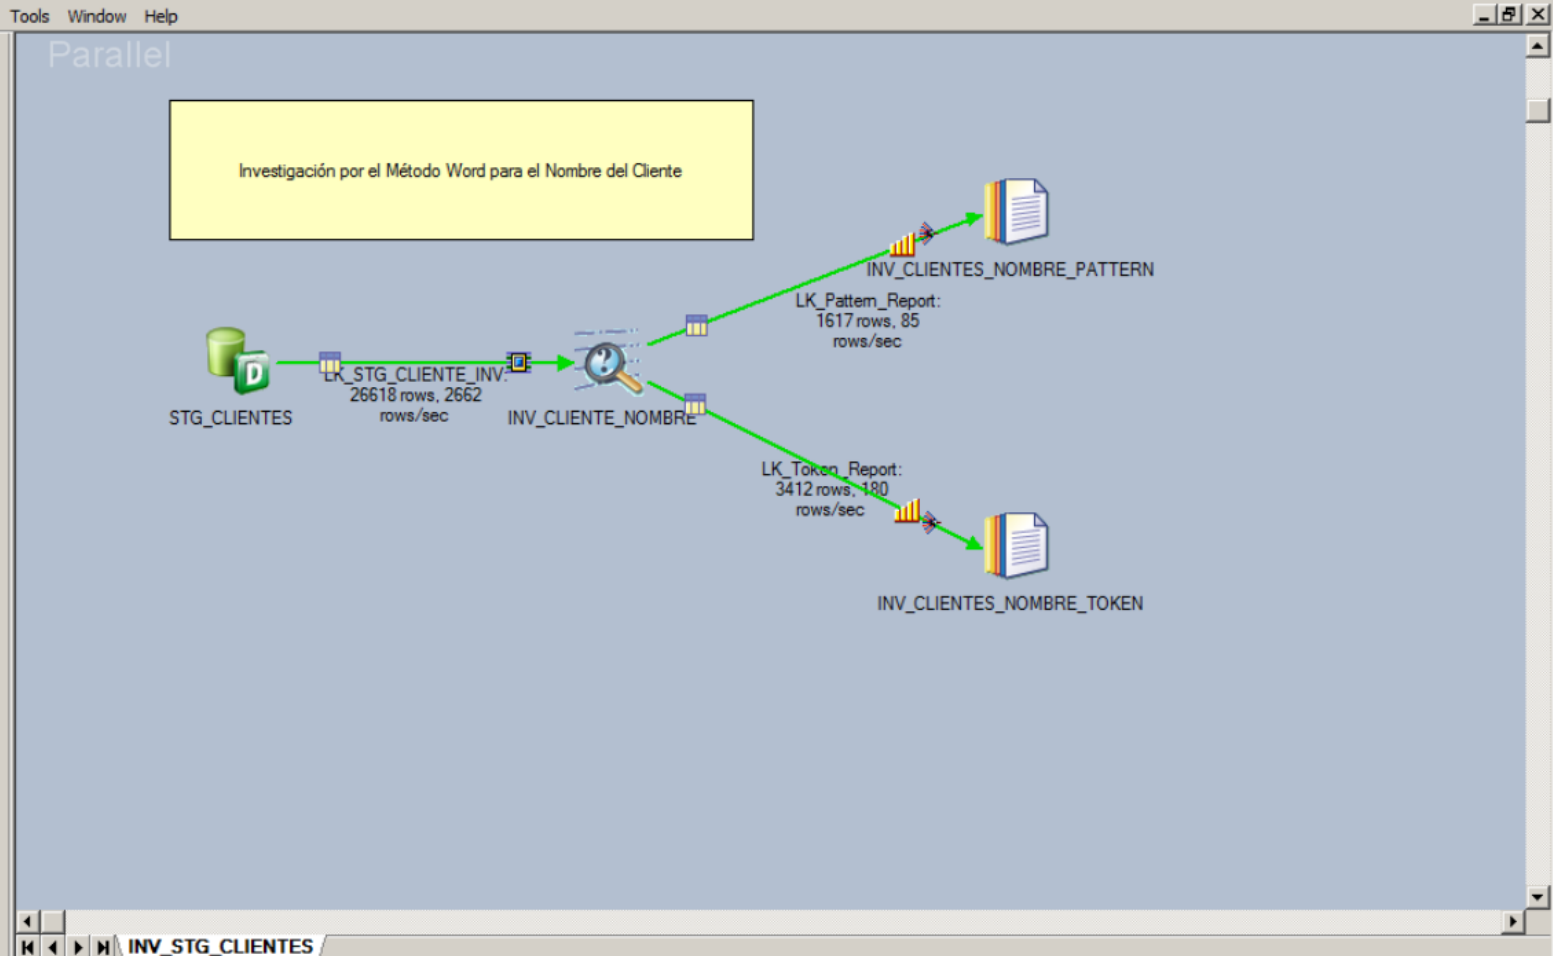 Tools Window Help
Parallel
Investigación por el Método Word para el Nombre del Cliente
INV_CLIENTES_NOMBRE_PATTERN
LK_Pattern_Report:
1617 rows, 85
rows/sec
LK_STG_CLIENTE_INV:
26618 rows, 2662
rows/sec
STG_CLIENTES
INV_CLIENTE_NOMBRE
LK_Token_Report:
3412 rows, 180
rows/sec
INV_CLIENTES_NOMBRE_TOKEN
INV_STG_CLIENTES